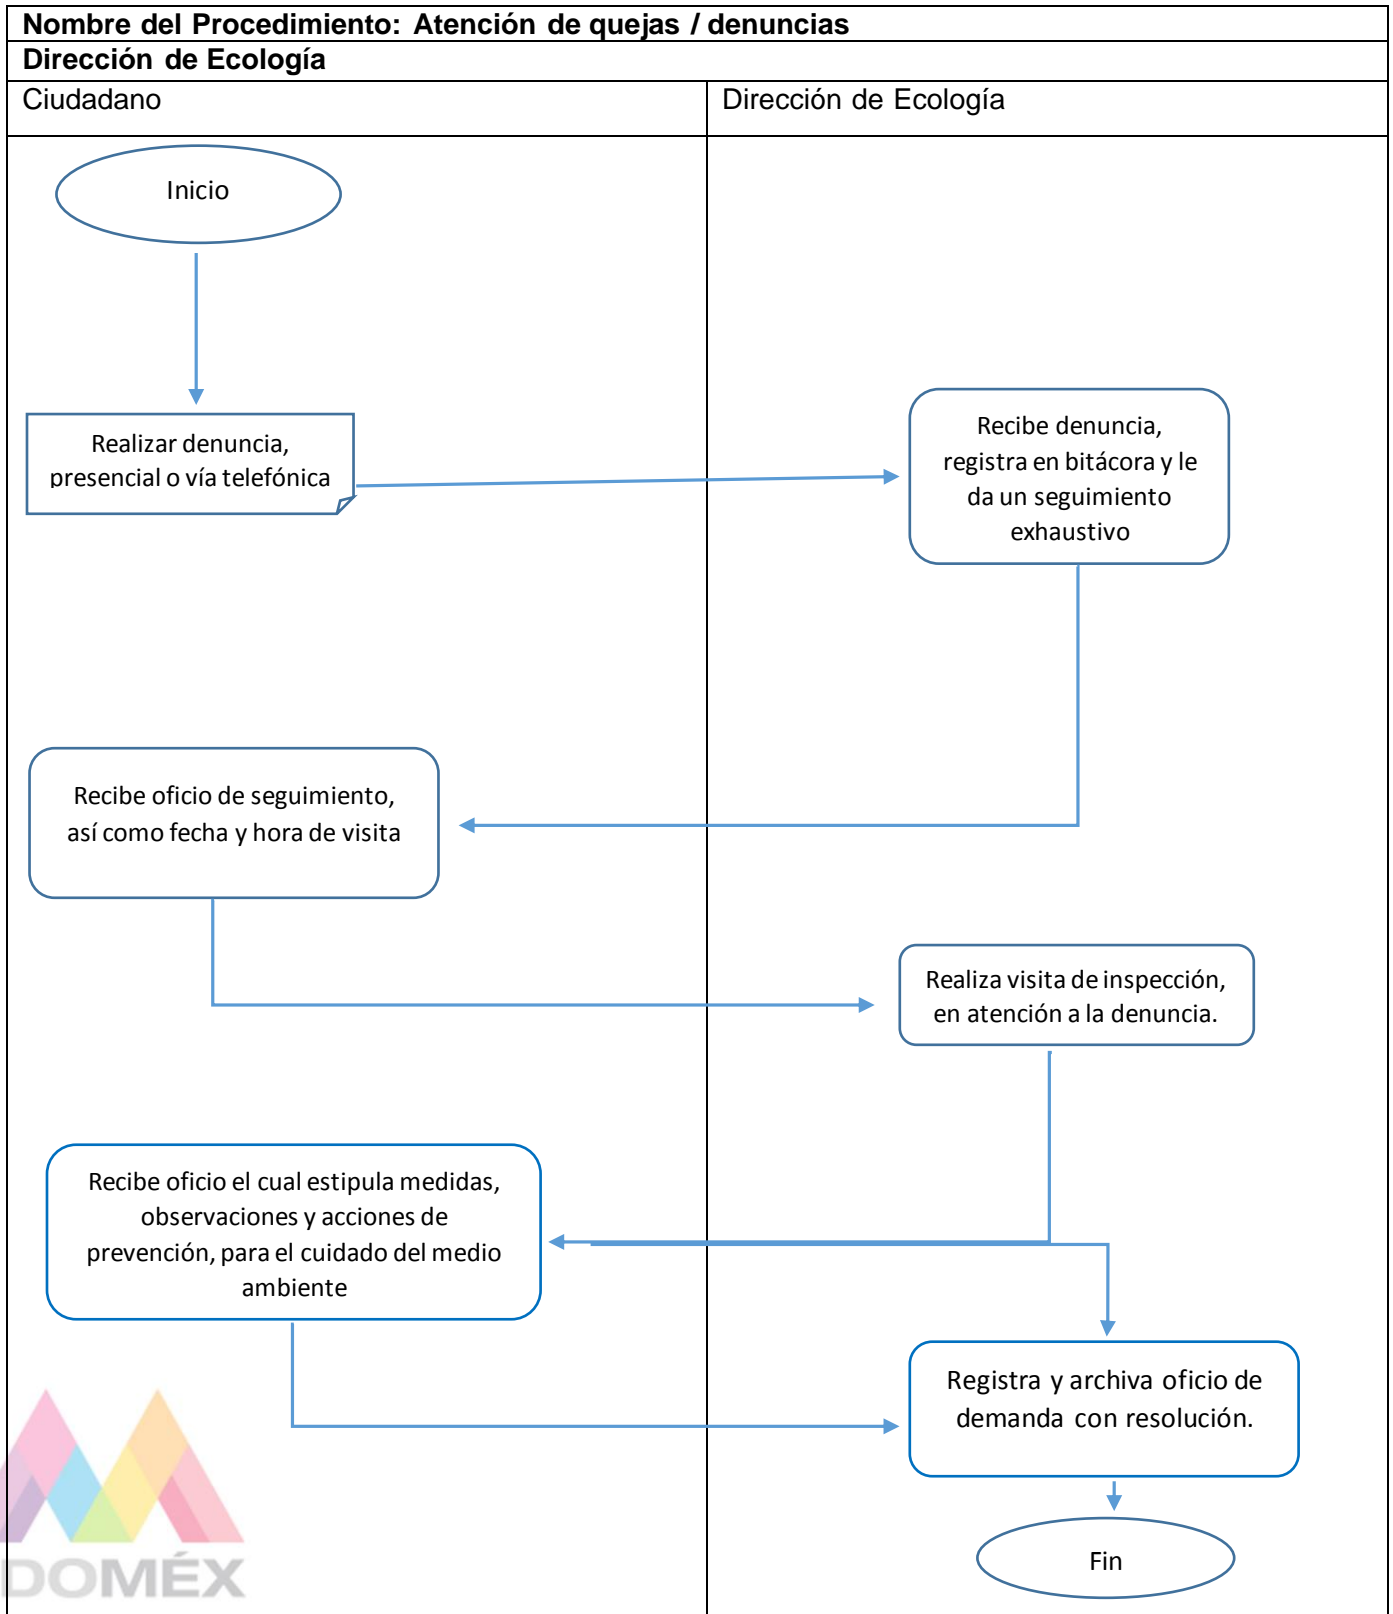 Nombre del Procedimiento: Atención de quejas / denuncias
Dirección de Ecología
Ciudadano
Dirección de Ecología
Inicio
Realizar denuncia,
presencial o vía telefónica
Recibe denuncia,
registra en bitácora y le
da un seguimiento
exhaustivo
Recibe oficio de seguimiento,
así como fecha y hora de visita
Realiza visita de inspección,
en atención a la denuncia.
Recibe oficio el cual estipula medidas,
observaciones y acciones de
prevención, para el cuidado del medio
ambiente
Registra y archiva oficio de
demanda con resolución.
Fin
DOMÉX